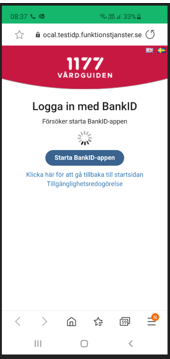 08:37
33%
ocal.testidp.funktionstjanster.se
1177
VÅRDGUIDEN
Logga in med BankID
Försöker starta BankID-appen
Starta BankID-appen
Klicka här för att gå tillbaka till startsidan
Tillgänglighetsredogörelse